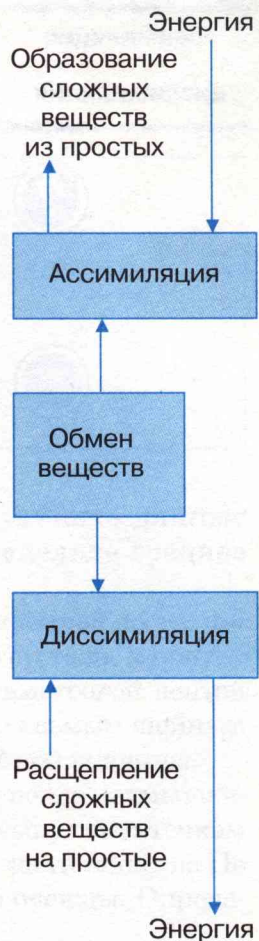 Энергия
Образование
сложных
веществ
из простых
Ассимиляция
Обмен
веществ
Диссимиляция
Расщепление
сложных
веществ
на простые
Энергия